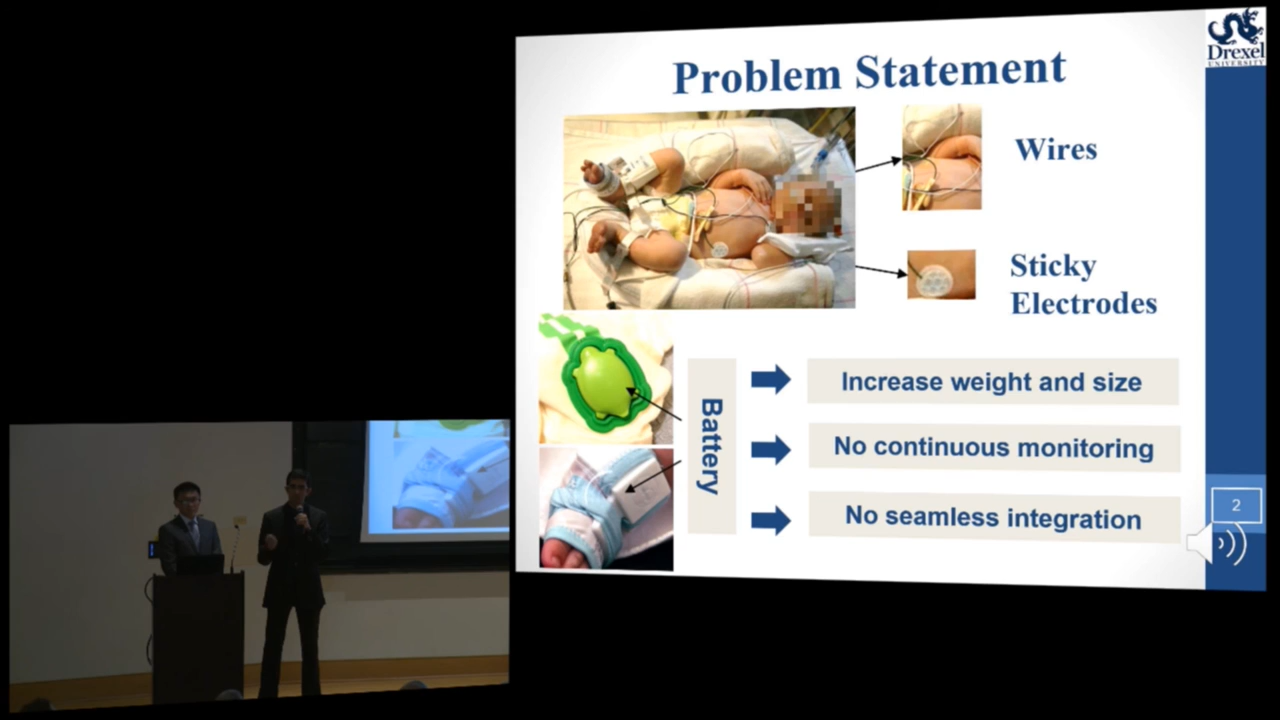 Drexel
UNIVERSITY
Problem Statement
Wires
Sticky
Electrodes
Battery
Increase weight and size
No continuous monitoring
No seamless integration
2